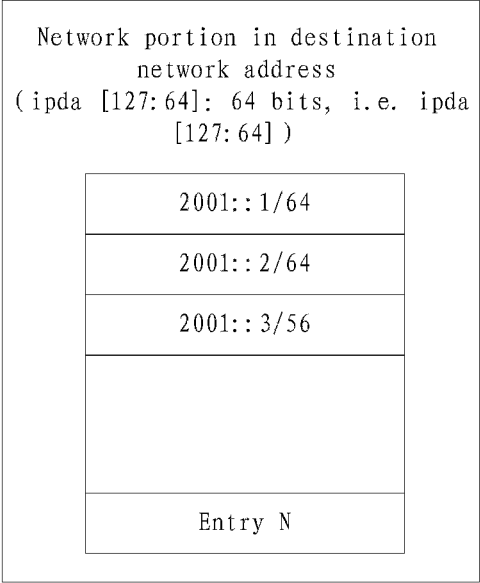 Network portion in destination
network address
(ipda [127:64]: 64 bits, i.e. ipda
[127:64])
2001::1/64
2001::2/64
2001::3/56
Entry N